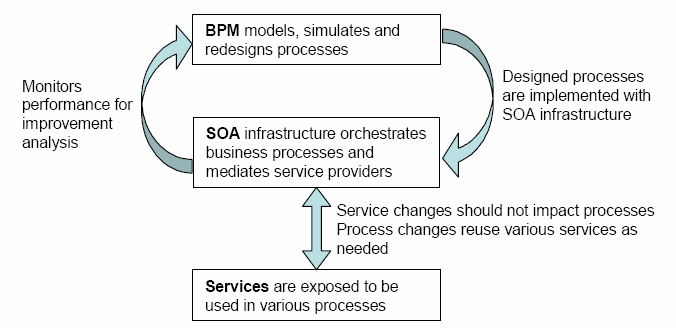 BPM models, simulates and
redesigns processes
Monitors
performance for
improvement
analysis
Designed processes
are implemented with
SOA infrastructure
SOA infrastructure orchestrates
business processes and
mediates service providers
Service changes should not impact processes
Process changes reuse various services as
needed
Services are exposed to be
used in various processes